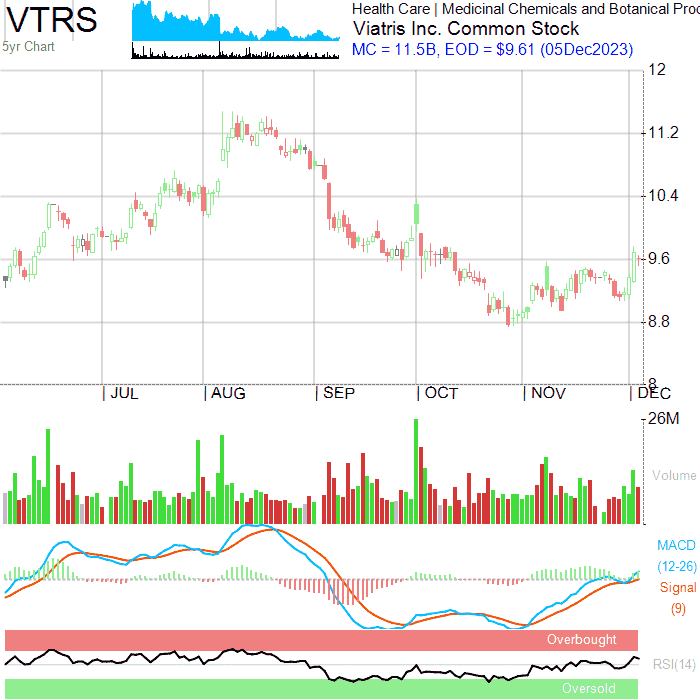 VTRS
5yr Chart
Health Care | Medicinal Chemicals and Botanical Proc
Viatris Inc. Common Stock
MC = 11.5B, EOD = $9.61 (05Dec2023)
12
11.2
10.4
9.6
8.8
8
JUL AUG SEP OCT NOV DEC
26M
Volume
MACD
(12-26)
Signal
(9)
Overbought
RSI(14)
Oversold